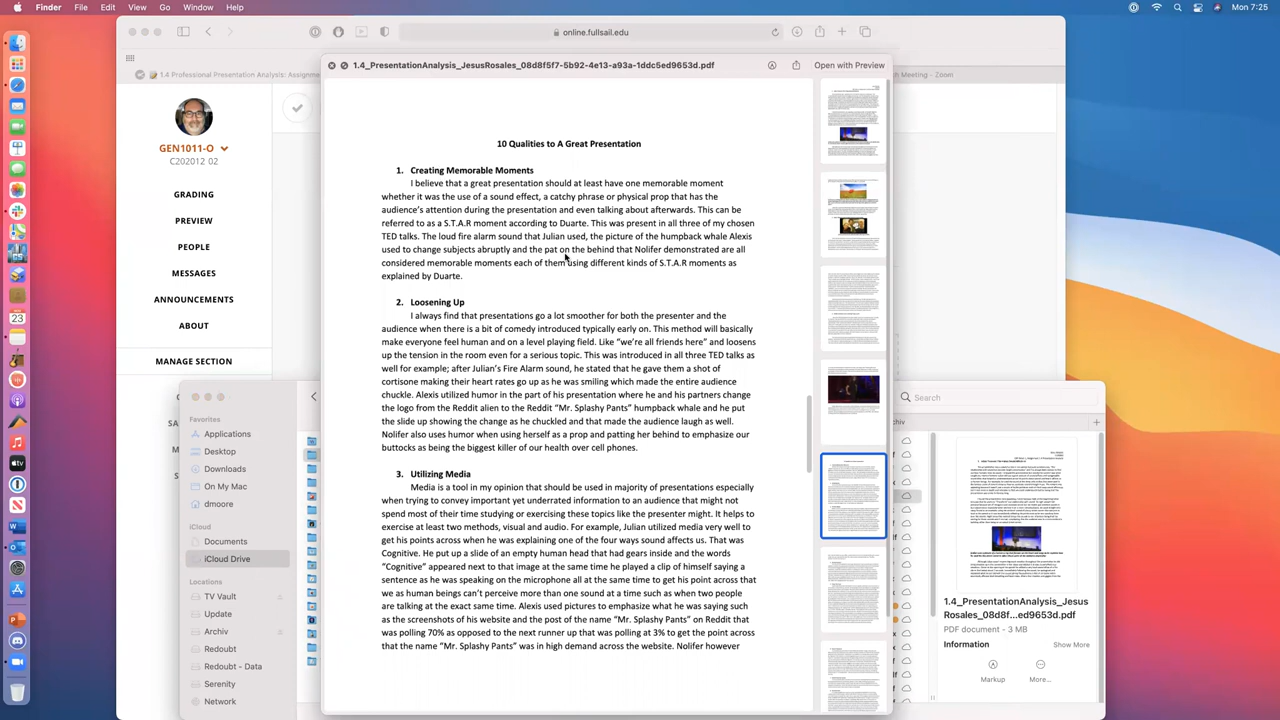 Finder File Edit View Go Window Help
Mon 7:25
online.fullsail.edu
1.4 Professional Presentation Analysis: Assignme
Meeting - Zoom
1.4_PresentationAnalysis_JesusRosales_08d8f5f7-5b92-4e13-a93a-1ddc5ed9653d.pdf
Open with Preview
GEN1011-O
C202012 02
GRADING
PREVIEW
PEOPLE
MESSAGES
ANNOUNCEMENTS
ABOUT
MANAGE SECTION
10 Qualities to A Great Presentation
1. Creating Memorable Moments
I believe that a great presentation should at least have one memorable moment
whether it was the use of a sound effect, a catchy phrase or physical prop that has the
audience's attention during the presentation and even talking about afterwards. This can be
referred to as a S.T.A.R moment according to Duarte. This was present in all three of my chosen
TED talks. The loud alarm sound that Julian used, the picture of the humpback whale Alexis
used to change subjects abruptly and the pat on the behind that Nolifer demonstrated are all
considered memorable moments each of them using different kinds of S.T.A.R moments as
explained by Duarte.
2. Loosening Up
I always find that presentations go a lot smoother for both the presenter and the
audience when there is a bit of comedy involved typically early on. This method will basically
make everyone feel human and on a level playing field. Like "we're all friends here" and loosens
up the tension in the room even for a serious topic. This was introduced in all three TED talks as
well for example; after Julian's Fire Alarm sound, he stated that he gave them a shot of
cortisone making their heart rates go up as he was smiling which made the entire audience
chuckle. Alexis utilized humor in the part of his presentation where he and his partners change
the logo from the Reddit alien to the Reddit "Mr. Splashy Pants" humpback whale and he put
the slide up showing the change as he chuckled and that made the audience laugh as well.
Nolifer also uses humor when using herself as a prop and patting her behind to emphasize our
buttocks as being the biggest killer of our health over cell phones.
3. Utilizing Media
Media is a tool in my opinion should be used in majority of presentations especially
when trying to convey important yet underrated information to an audience that might not
spend most of their time studying or enjoying these topics like the presenter might. I believe to
exercise at least two methods, visual and audio. For example, Julian utilized media very well to
get his points across when he was explaining one of the four ways sound affects us. That was
Cognitive. He put up a slide of an empty human head that had gears inside and the word
"Cognitive" appeared next to that image. At the same time he played a clip of himself and the
audience as he was speaking on the microphone all at the same time to get his point across that
us as human beings can't perceive more than one sound at a time such as when two people
are talking at the exact same time. Alexis used pictures to emphasize what he was saying such
as the screenshots of his website and the post of the name "Mr. Splashy Pants" on Reddit that
was polling 70% as opposed to the next runner up that was polling at 3% to get the point across
that the name "Mr. Splashy Pants" was in high demand across the website. Nolifer however
SA
M
Favorites
Applications
Desktop
Downloads
On My Mac
dmoore
iCloud
Documents
iCloud Drive
Locations
TV Vault
Update
Archiv
Redoubt
Redoubt - Data
Serenity
Network
Search
chiv
1.4_PresentationAnalysis_Jesus
Rosales_08d8f...ed9653d.pdf
PDF document - 3 MB
Information
Show More
Markup
More...